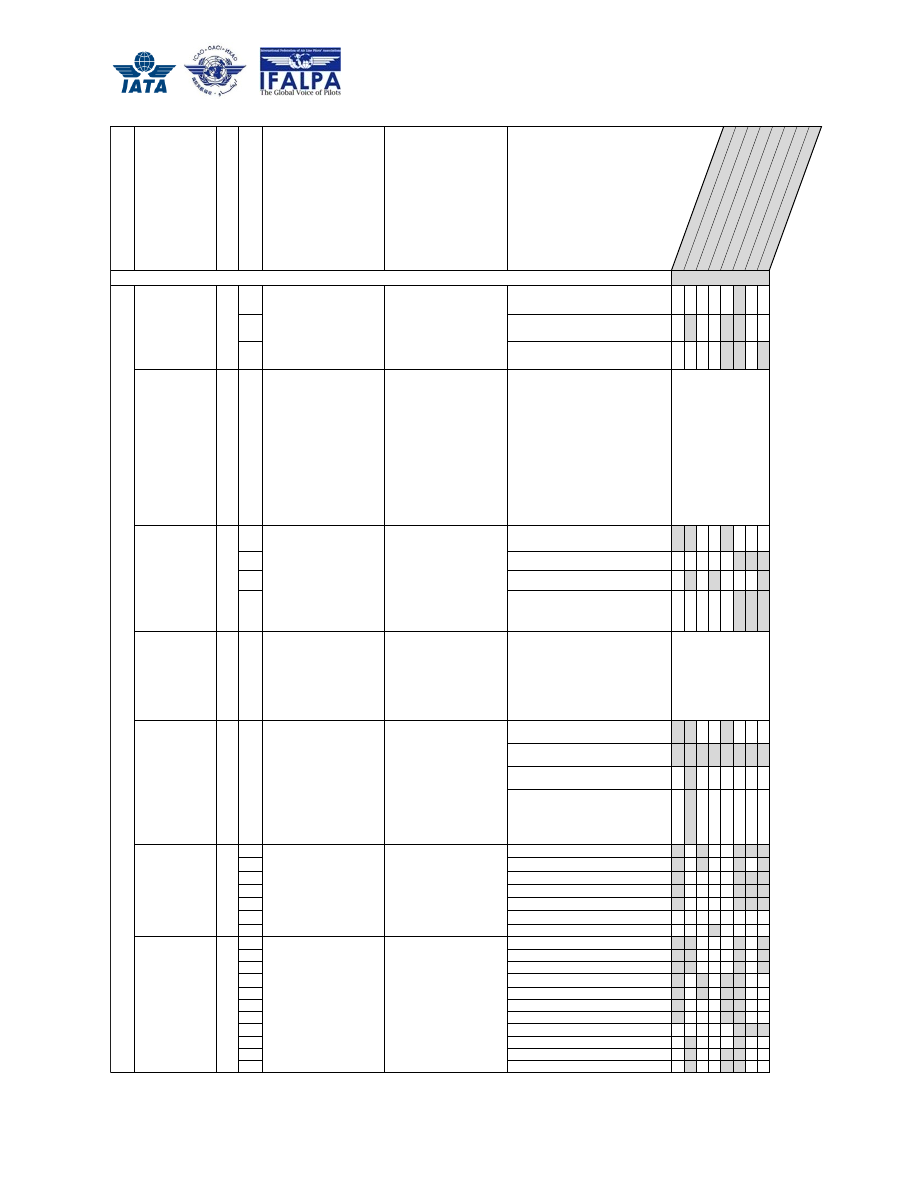 IATA
ICAO · OACI · ИКАО
International Federation of Air Line Pilots' Associations
IFALPA
The Global Voice of Pilots